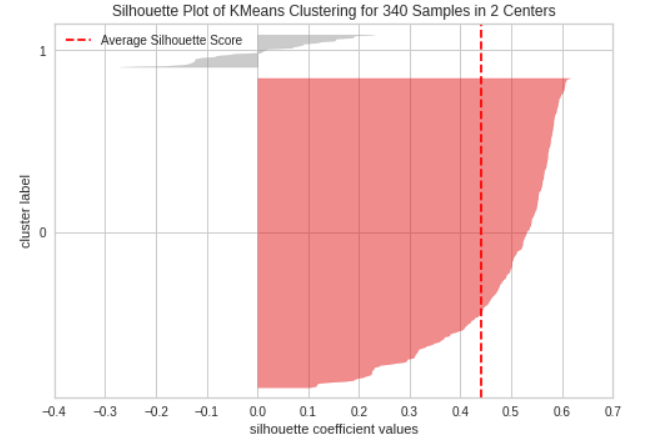 Silhouette Plot of KMeans Clustering for 340 Samples in 2 Centers
Average Silhouette Score
1
0
cluster label
−0.4 −0.3 −0.2 −0.1 0.0 0.1 0.2 0.3 0.4 0.5 0.6 0.7
silhouette coefficient values